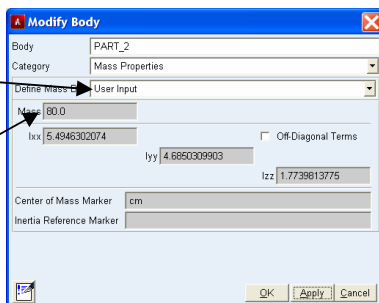 Modify Body
Body PART_2
Category Mass Properties
Define Mass B User Input
Mass 80.0
Ixx 5.4946302074 Off-Diagonal Terms
Iyy 4.6850309903
Izz 1.7739813775
Center of Mass Marker cm
Inertia Reference Marker
OK Apply Cancel